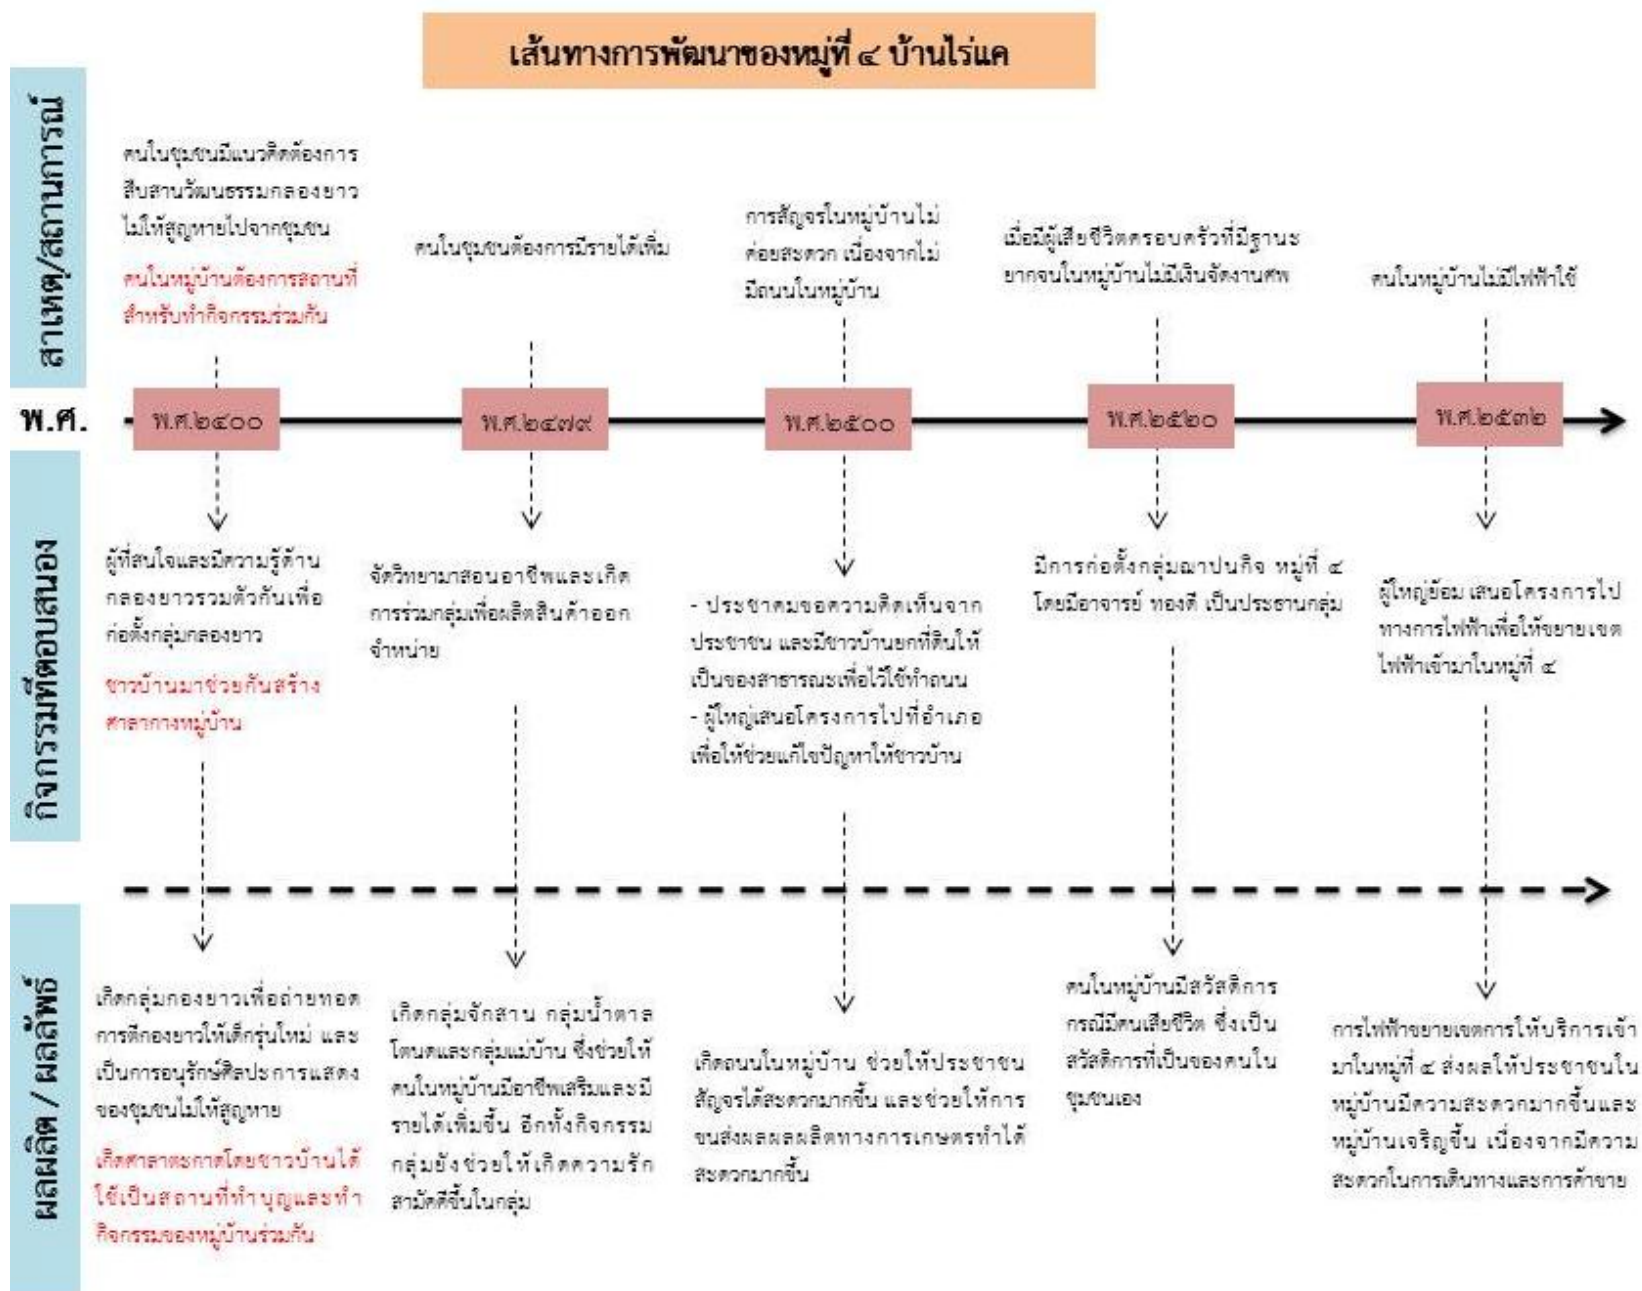 เส้นทางการพัฒนาของหมู่ที่ ๔ บ้านไร่แค
สาเหตุ/สถานการณ์
คนในชุมชนมีแนวคิดต้องการ
สืบสานวัฒนธรรมกลองยาว
ไม่ให้สูญหายไปจากชุมชน
คนในหมู่บ้านต้องการสถานที่
สำหรับทำกิจกรรมร่วมกัน
คนในชุมชนต้องการมีรายได้เพิ่ม
การสัญจรในหมู่บ้านไม่
ค่อยสะดวก เนื่องจากไม่
มีถนนในหมู่บ้าน
เมื่อมีผู้เสียชีวิตครอบครัวที่มีฐานะ
ยากจนในหมู่บ้านไม่มีเงินจัดงานศพ
คนในหมู่บ้านไม่มีไฟฟ้าใช้
พ.ศ.
พ.ศ.๒๔๐๐
พ.ศ.๒๔๗๙
พ.ศ.๒๕๐๐
พ.ศ.๒๕๒๐
พ.ศ.๒๕๓๒
กิจกรรมที่ตอบสนอง
ผู้ที่สนใจและมีความรู้ด้าน
กลองยาวรวมตัวกันเพื่อ
ก่อตั้งกลุ่มกลองยาว
ชาวบ้านมาช่วยกันสร้าง
ศาลากางหมู่บ้าน
จัดวิทยามาสอนอาชีพและเกิด
การร่วมกลุ่มเพื่อผลิตสินค้าออก
จำหน่าย
- ประชาคมขอความคิดเห็นจาก
ประชาชน และมีชาวบ้านยกที่ดินให้
เป็นของสาธารณะเพื่อไว้ใช้ทำถนน
- ผู้ใหญ่เสนอโครงการไปที่อำเภอ
เพื่อให้ช่วยแก้ไขปัญหาให้ชาวบ้าน
มีการก่อตั้งกลุ่มฌาปนกิจ หมู่ที่ ๔
โดยมีอาจารย์ ทองดี เป็นประธานกลุ่ม
ผู้ใหญ่ย้อม เสนอโครงการไป
ทางการไฟฟ้าเพื่อให้ขยายเขต
ไฟฟ้าเข้ามาในหมู่ที่ ๔
ผลผลิต / ผลลัพธ์
เกิดกลุ่มกองยาวเพื่อถ่ายทอด
การตีกองยาวให้เด็กรุ่นใหม่ และ
เป็นการอนุรักษ์ศิลปะการแสดง
ของชุมชนไม่ให้สูญหาย
เกิดศาลาตะกาดโดยชาวบ้านได้
ใช้เป็นสถานที่ทำบุญและทำ
กิจกรรมของหมู่บ้านร่วมกัน
เกิดกลุ่มจักสาน กลุ่มน้ำตาล
โตนดและกลุ่มแม่บ้าน ซึ่งช่วยให้
คนในหมู่บ้านมีอาชีพเสริมและมี
รายได้เพิ่มขึ้น อีกทั้งกิจกรรม
กลุ่มยังช่วยให้เกิดความรัก
สามัคคีขึ้นในกลุ่ม
เกิดถนนในหมู่บ้าน ช่วยให้ประชาชน
สัญจรได้สะดวกมากขึ้น และช่วยให้การ
ขนส่งผลผลผลิตทางการเกษตรทำได้
สะดวกมากขึ้น
คนในหมู่บ้านมีสวัสดิการ
กรณีมีคนเสียชีวิต ซึ่งเป็น
สวัสดิการที่เป็นของคนใน
ชุมชนเอง
การไฟฟ้าขยายเขตการให้บริการเข้า
มาในหมู่ที่ ๔ ส่งผลให้ประชาชนใน
หมู่บ้านมีความสะดวกมากขึ้นและ
หมู่บ้านเจริญขึ้น เนื่องจากมีความ
สะดวกในการเดินทางและการค้าขาย